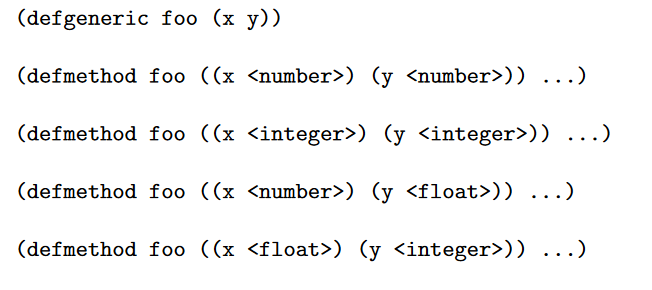 (defgeneric foo (x y))
(defmethod foo ((x <number>) (y <number>)) ...)
(defmethod foo ((x <integer>) (y <integer>)) ...)
(defmethod foo ((x <number>) (y <float>)) ...)
(defmethod foo ((x <float>) (y <integer>)) ...)